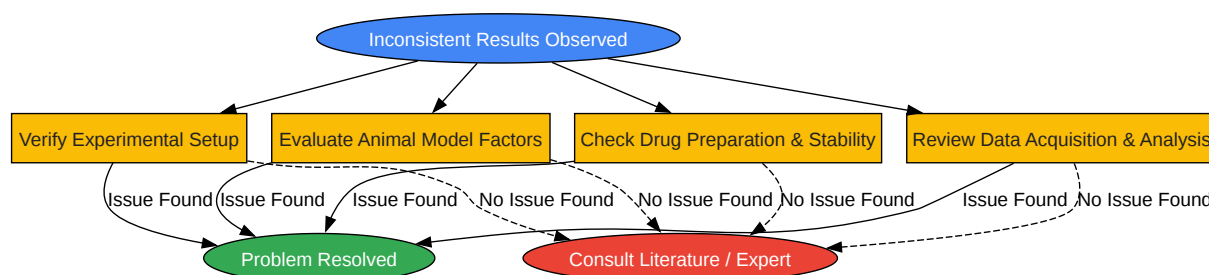 Inconsistent Results Observed
Verify Experimental Setup
Evaluate Animal Model Factors
Check Drug Preparation & Stability
Review Data Acquisition & Analysis
Issue Found
Issue Found
No Issue Found
Issue Found
No Issue Found
No Issue Found
Issue Found
No Issue Found
Problem Resolved
Consult Literature / Expert